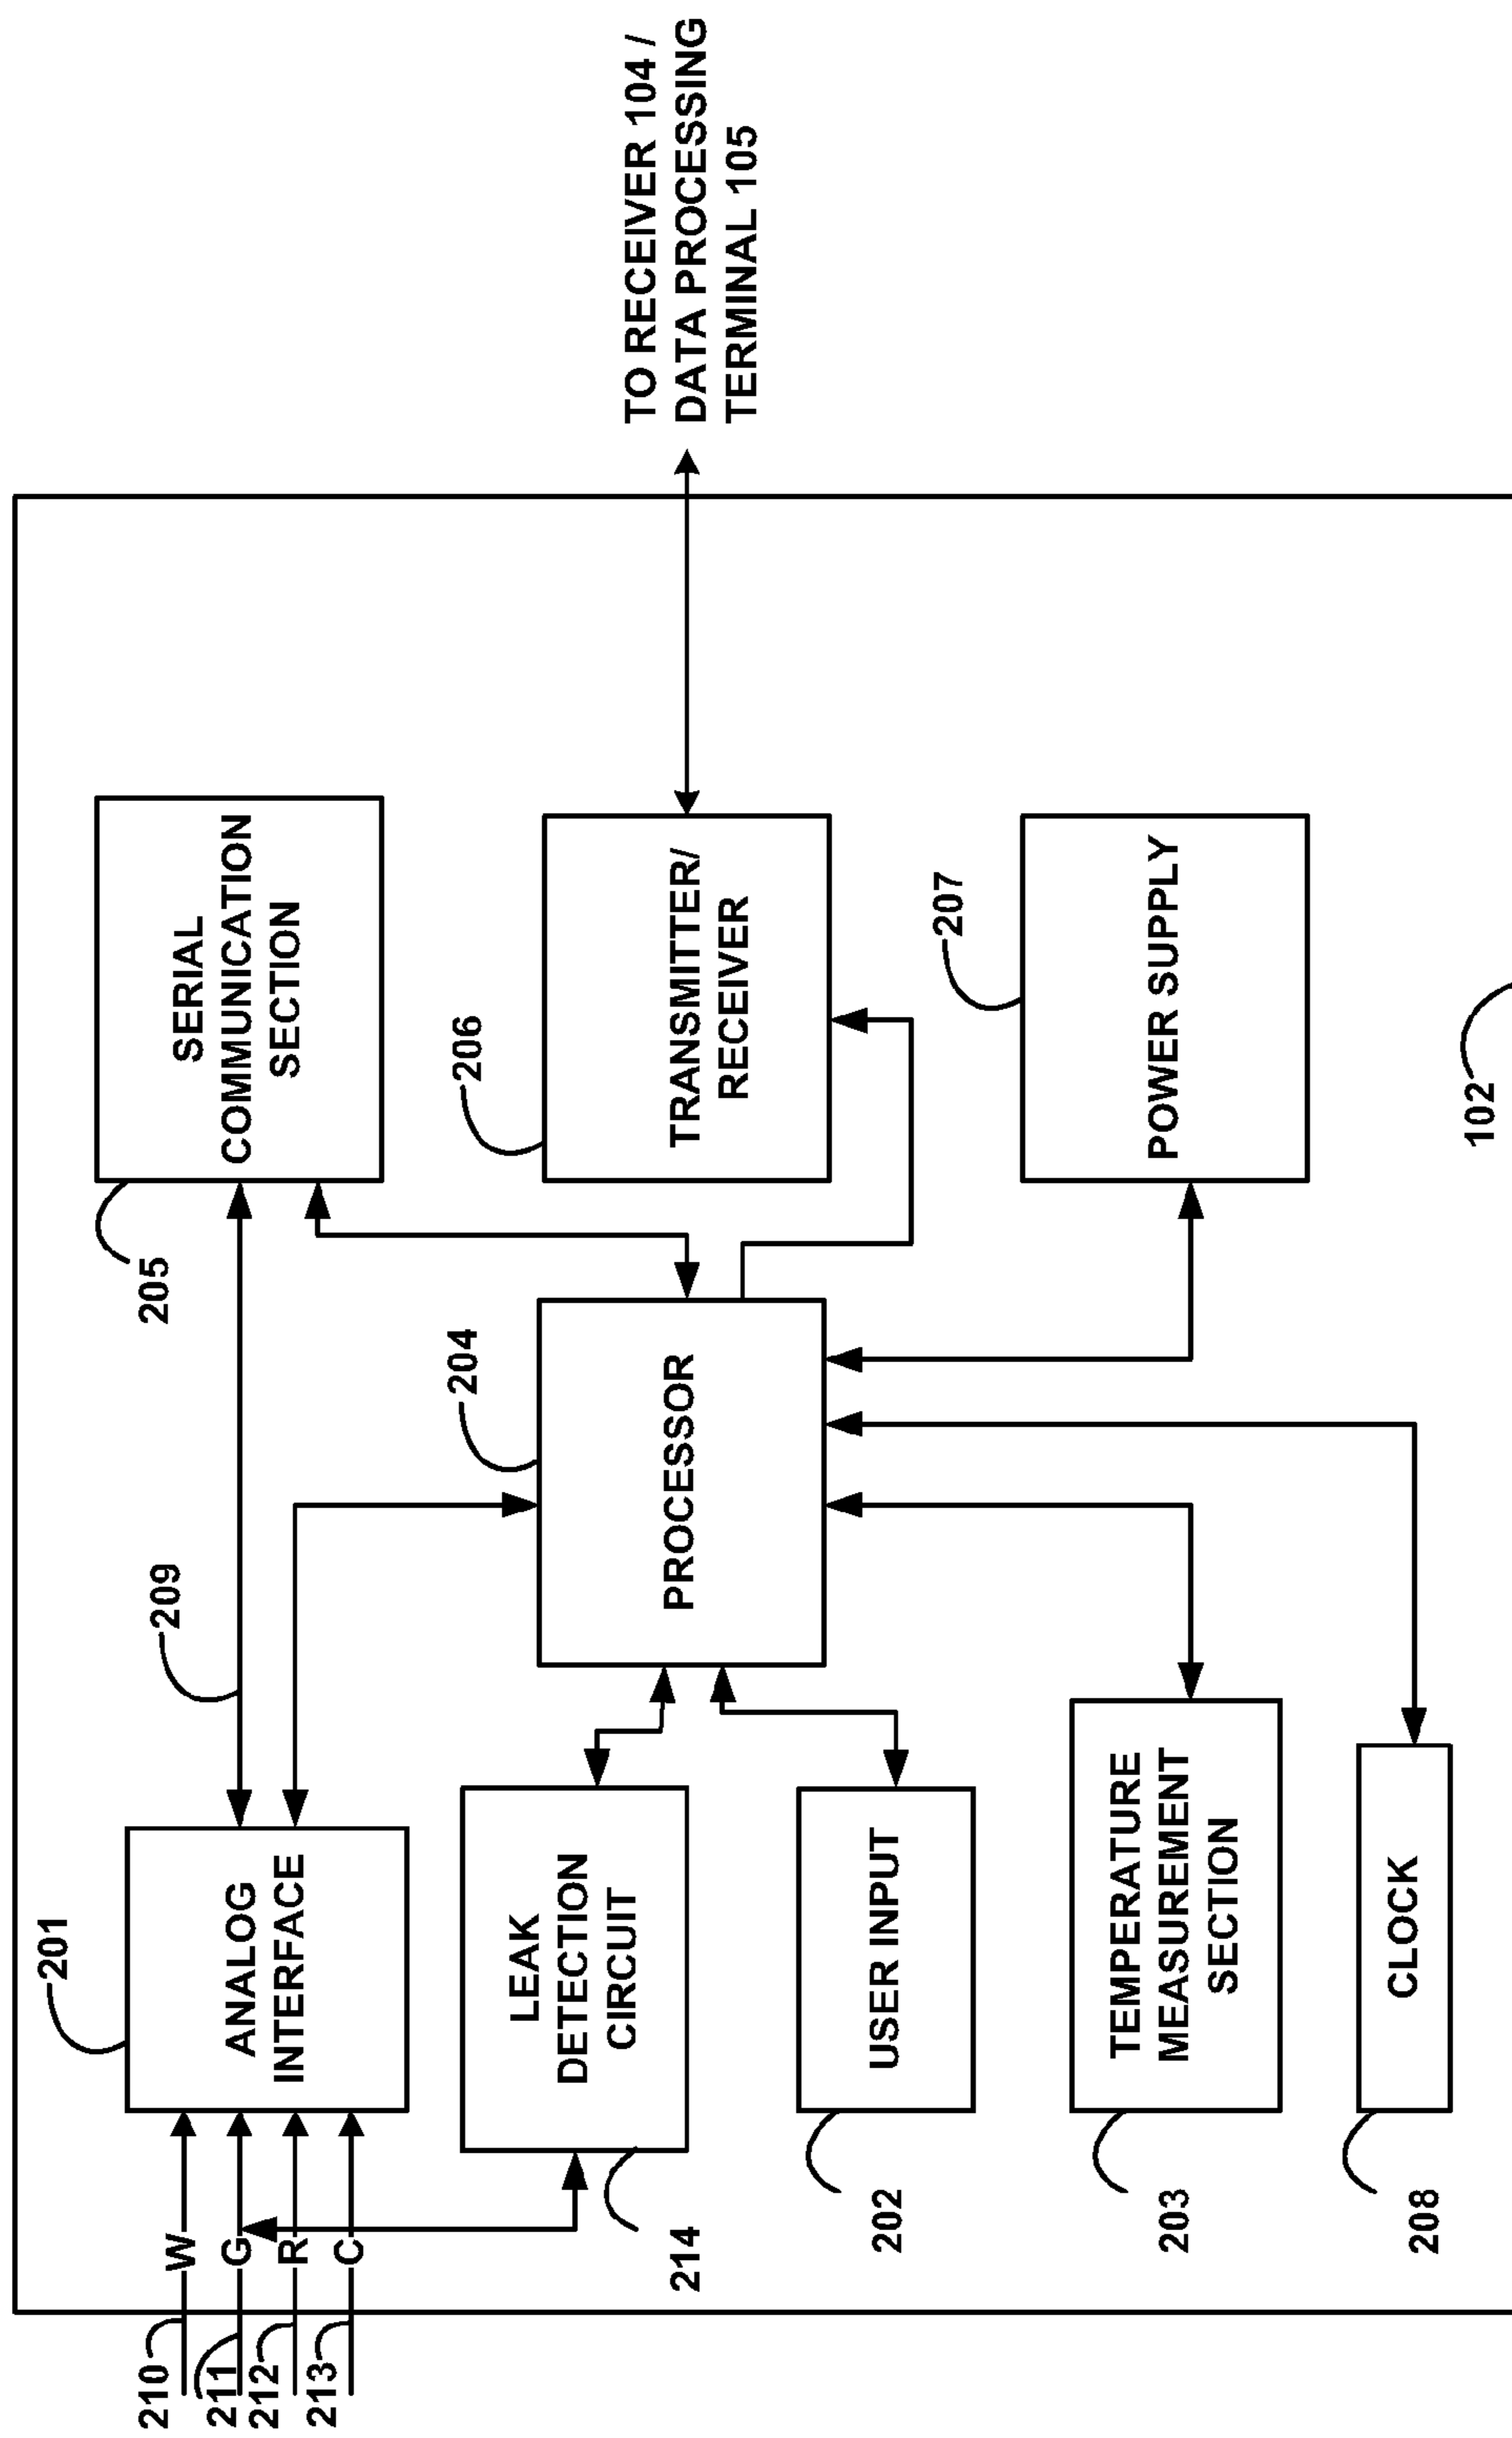 210
W
211
G
212
R
213
C
201
ANALOG
INTERFACE
209
205
SERIAL
COMMUNICATION
SECTION
214
LEAK
DETECTION
CIRCUIT
204
PROCESSOR
206
TRANSMITTER/
RECEIVER
TO RECEIVER 104 /
DATA PROCESSING
TERMINAL 105
202
USER INPUT
207
POWER SUPPLY
203
TEMPERATURE
MEASUREMENT
SECTION
208
CLOCK
102